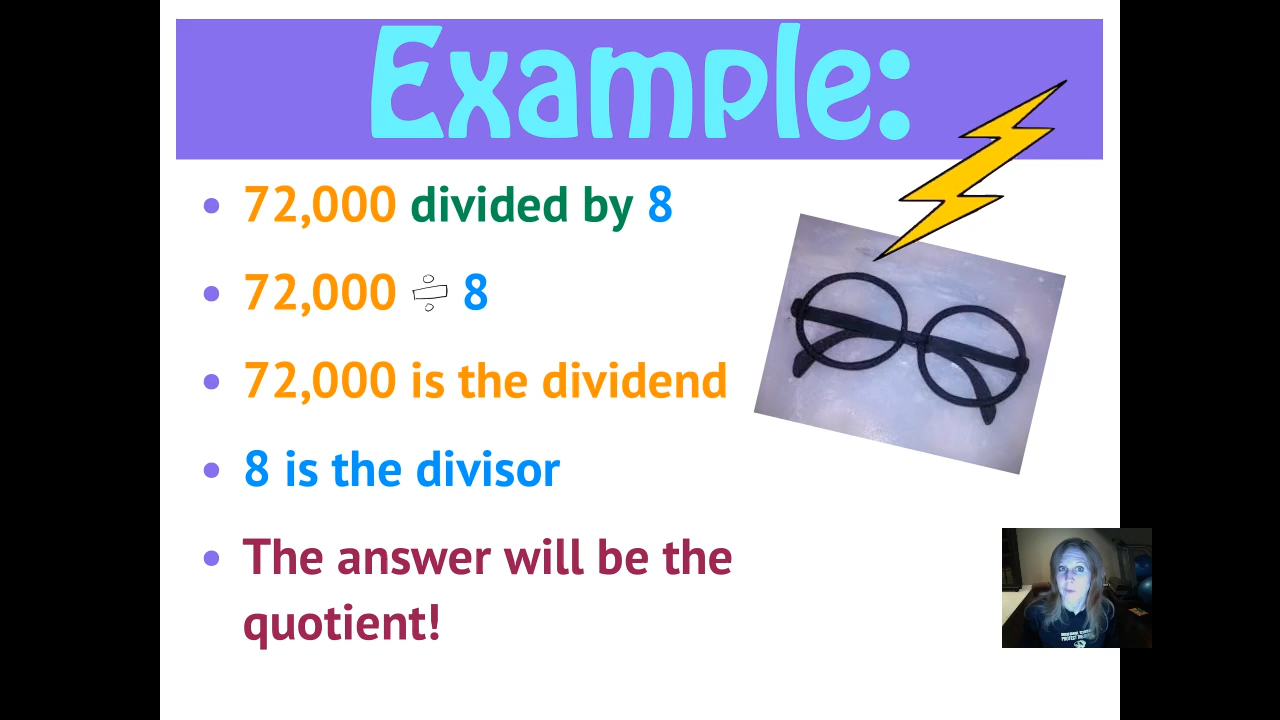 Example:
72,000 divided by 8
72,000 ÷ 8
72,000 is the dividend
8 is the divisor
The answer will be the
quotient!